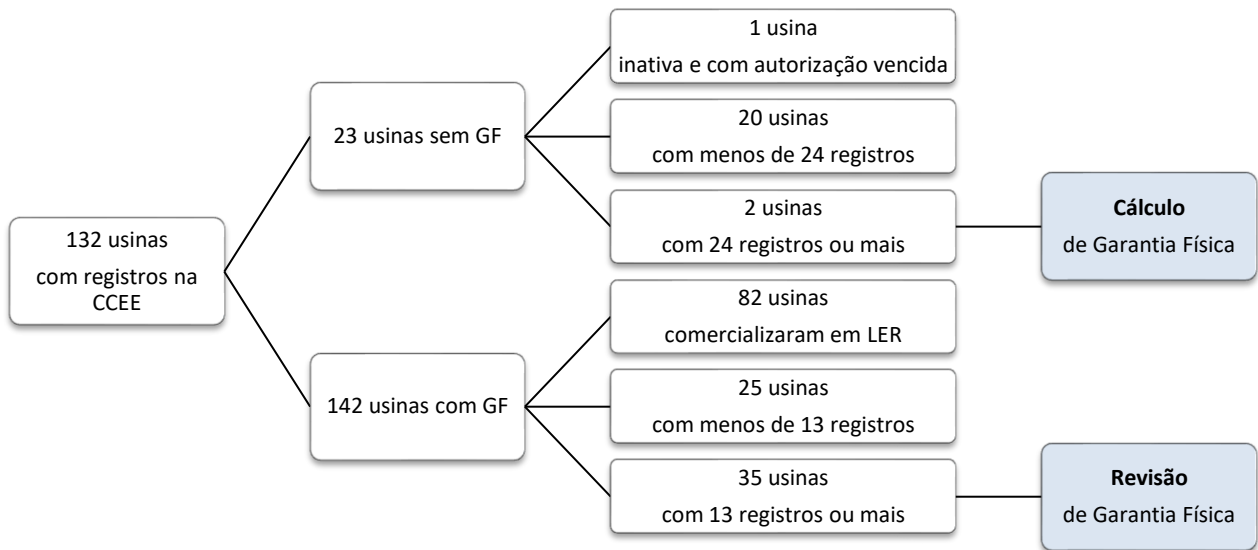 132 usinas
com registros na
CCEE
23 usinas sem GF
1 usina
inativa e com autorização vencida
20 usinas
com menos de 24 registros
2 usinas
com 24 registros ou mais
Cálculo
de Garantia Física
142 usinas com GF
82 usinas
comercializaram em LER
25 usinas
com menos de 13 registros
35 usinas
com 13 registros ou mais
Revisão
de Garantia Física